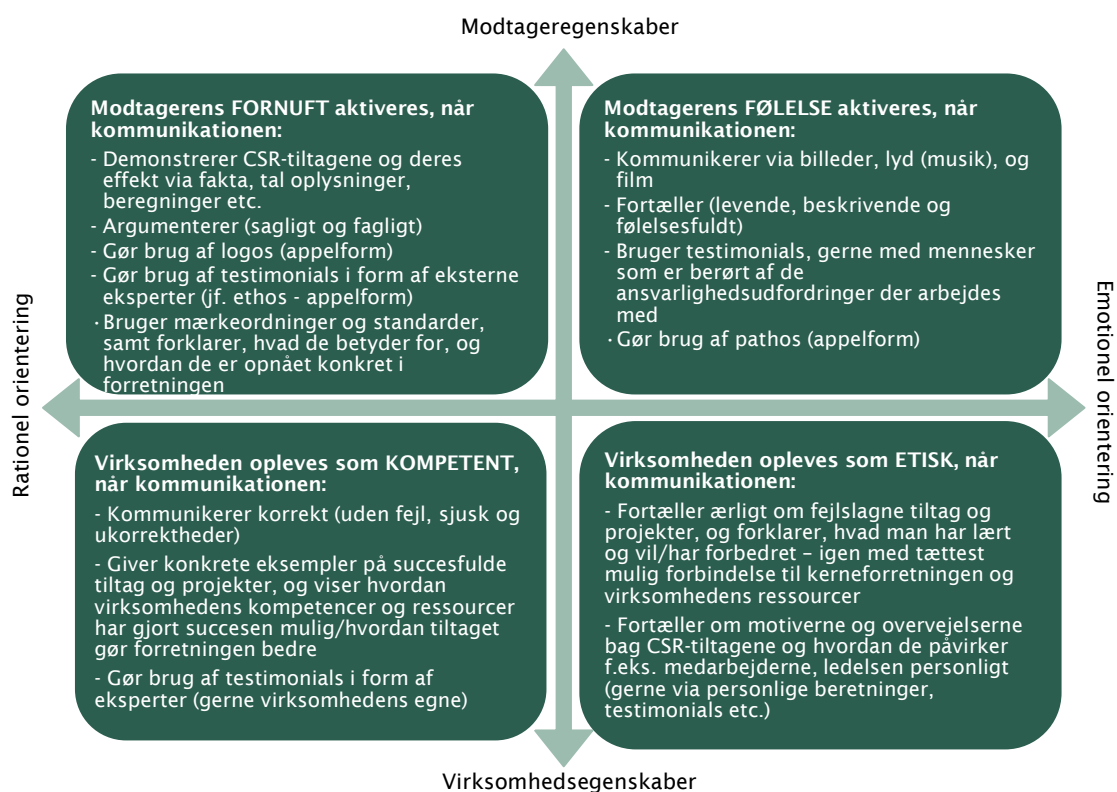 Modtageregenskaber
Modtagerens FORNUFT aktiveres, når
kommunikationen:
- Demonstrerer CSR-tiltagene og deres
effekt via fakta, tal oplysninger,
beregninger etc.
- Argumenterer (sagligt og fagligt)
- Gør brug af logos (appelform)
- Gør brug af testimonials i form af eksterne
eksperter (jf. ethos - appelform)
· Bruger mærkeordninger og standarder,
samt forklarer, hvad de betyder for, og
hvordan de er opnået konkret i
forretningen
Modtagerens FØLELSE aktiveres, når
kommunikationen:
- Kommunikerer via billeder, lyd (musik), og
film
- Fortæller (levende, beskrivende og
følelsesfuldt)
- Bruger testimonials, gerne med mennesker
som er berørt af de
ansvarlighedsudfordringer der arbejdes
med
· Gør brug af pathos (appelform)
Rationel orientering
Emotionel orientering
Virksomheden opleves som KOMPETENT,
når kommunikationen:
- Kommunikerer korrekt (uden fejl, sjusk og
ukorrektheder)
- Giver konkrete eksempler på succesfulde
tiltag og projekter, og viser hvordan
virksomhedens kompetencer og ressourcer
har gjort succesen mulig/hvordan tiltaget
gør forretningen bedre
- Gør brug af testimonials i form af
eksperter (gerne virksomhedens egne)
Virksomheden opleves som ETISK, når
kommunikationen:
- Fortæller ærligt om fejlslagne tiltag og
projekter, og forklarer, hvad man har lært
og vil/har forbedret – igen med tættest
mulig forbindelse til kerneforretningen og
virksomhedens ressourcer
- Fortæller om motiverne og overvejelserne
bag CSR-tiltagene og hvordan de påvirker
f.eks. medarbejderne, ledelsen personligt
(gerne via personlige beretninger,
testimonials etc.)
Virksomhedsegenskaber